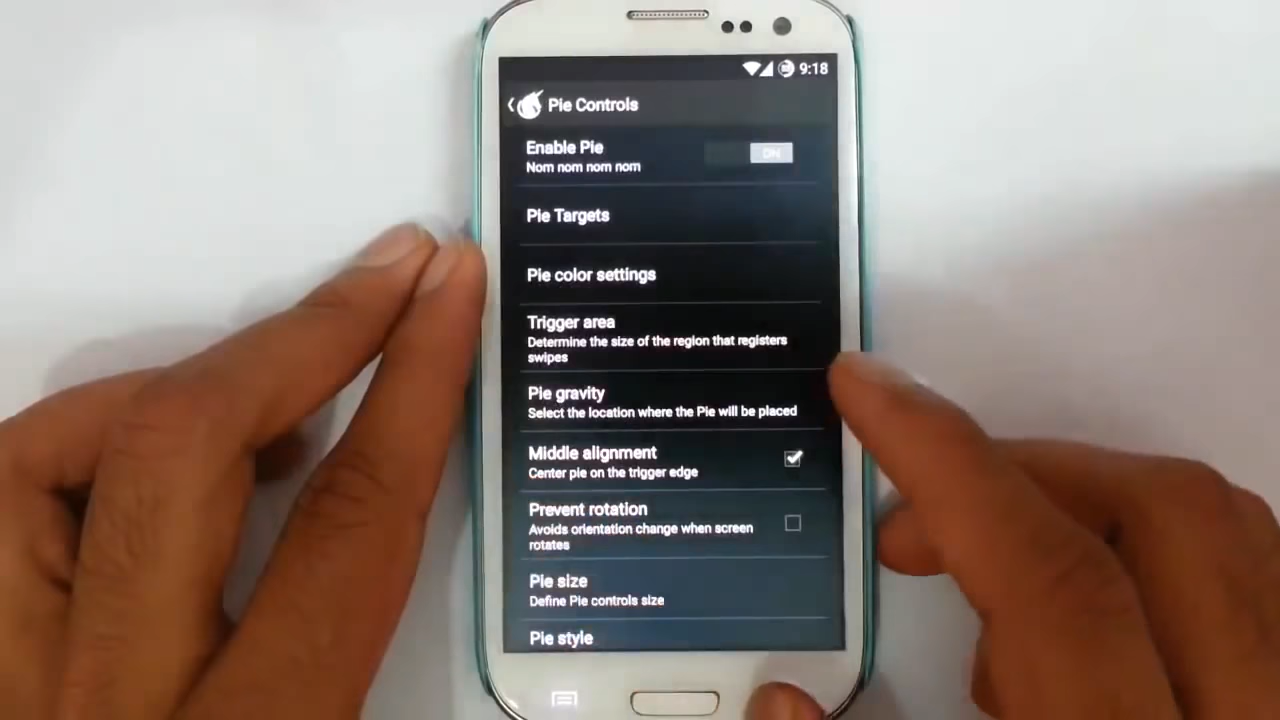 9:18
Pie Controls
Enable Pie
ON
Nom nom nom nom
Pie Targets
Pie color settings
Trigger area
Determine the size of the region that registers
swipes
Pie gravity
Select the location where the Pie will be placed
Middle alignment
Center pie on the trigger edge
Prevent rotation
Avoids orientation change when screen
rotates
Pie size
Define Pie controls size
Pie style